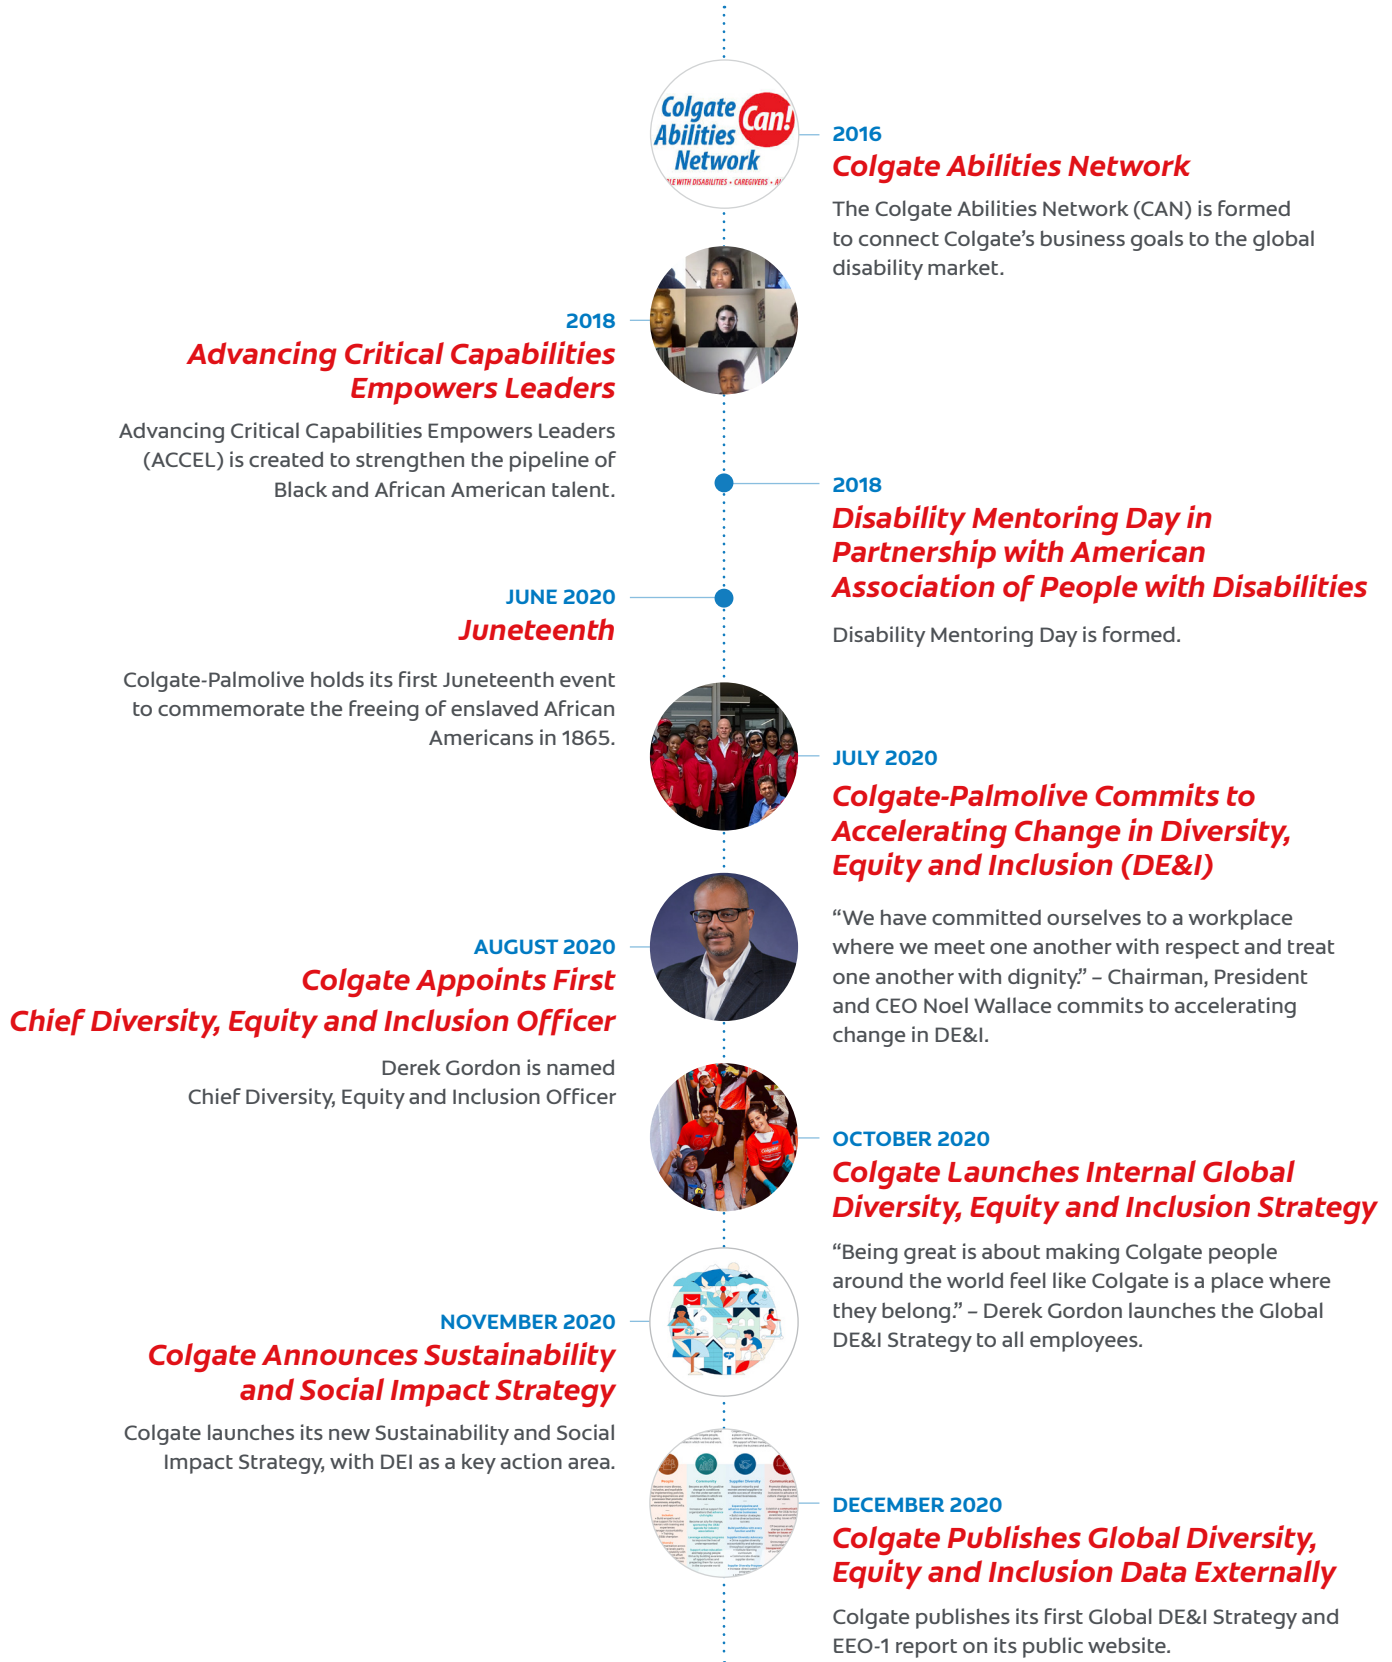 Colgate
Abilities
Network
Can!
LE WITH DISABILITIES • CAREGIVERS •
2016
Colgate Abilities Network
The Colgate Abilities Network (CAN) is formed
to connect Colgate’s business goals to the global
disability market.
2018
Advancing Critical Capabilities
Empowers Leaders
Advancing Critical Capabilities Empowers Leaders
(ACCEL) is created to strengthen the pipeline of
Black and African American talent.
2018
Disability Mentoring Day in
Partnership with American
Association of People with Disabilities
Disability Mentoring Day is formed.
JUNE 2020
Juneteenth
Colgate-Palmolive holds its first Juneteenth event
to commemorate the freeing of enslaved African
Americans in 1865.
JULY 2020
Colgate-Palmolive Commits to
Accelerating Change in Diversity,
Equity and Inclusion (DE&I)
“We have committed ourselves to a workplace
where we meet one another with respect and treat
one another with dignity.” – Chairman, President
and CEO Noel Wallace commits to accelerating
change in DE&I.
AUGUST 2020
Colgate Appoints First
Chief Diversity, Equity and Inclusion Officer
Derek Gordon is named
Chief Diversity, Equity and Inclusion Officer
OCTOBER 2020
Colgate Launches Internal Global
Diversity, Equity and Inclusion Strategy
“Being great is about making Colgate people
around the world feel like Colgate is a place where
they belong.” – Derek Gordon launches the Global
DE&I Strategy to all employees.
NOVEMBER 2020
Colgate Announces Sustainability
and Social Impact Strategy
Colgate launches its new Sustainability and Social
Impact Strategy, with DEI as a key action area.
People
Community
Supplier Diversity
DECEMBER 2020
Colgate Publishes Global Diversity,
Equity and Inclusion Data Externally
Colgate publishes its first Global DE&I Strategy and
EEO-1 report on its public website.